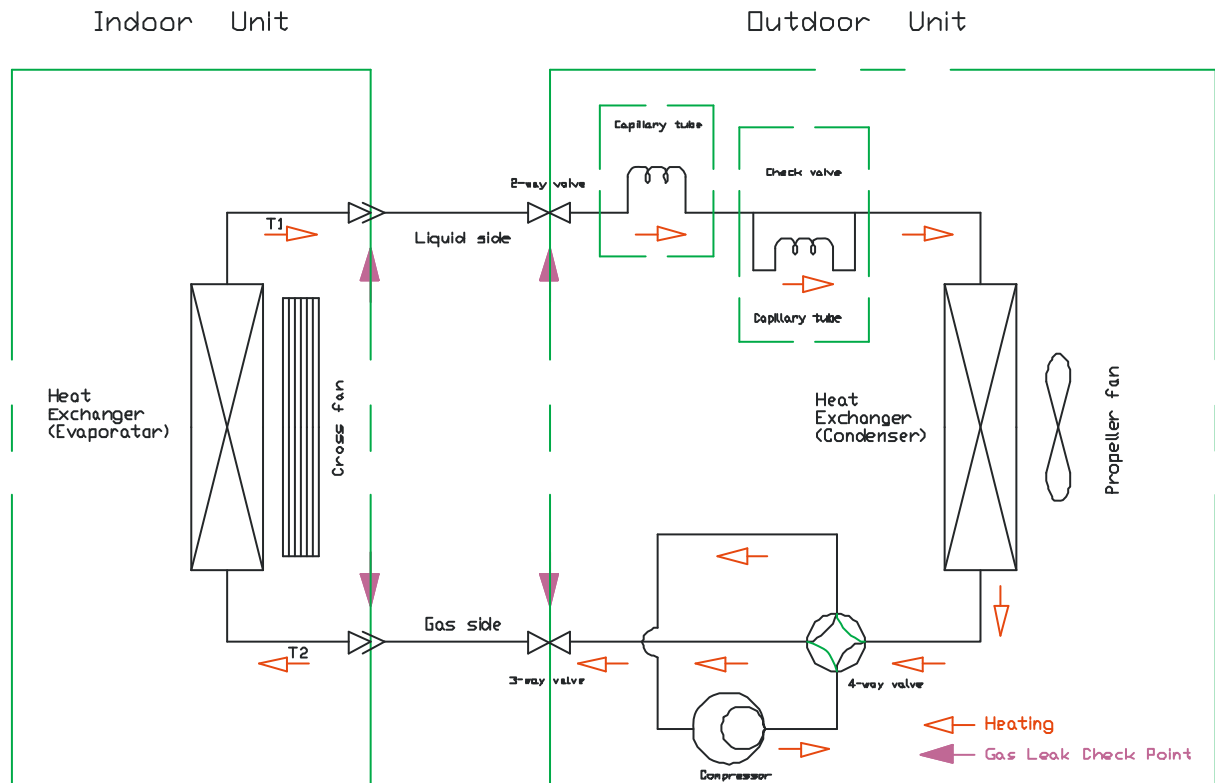 Indoor Unit
Outdoor Unit
Capillary tube
Check valve
2-way valve
T1
Liquid side
Capillary tube
Heat
Exchanger
(Evaporator)
Cross fan
Heat
Exchanger
(Condenser)
Propeller fan
Gas side
T2
3-way valve
4-way valve
Compressor
Heating
Gas Leak Check Point